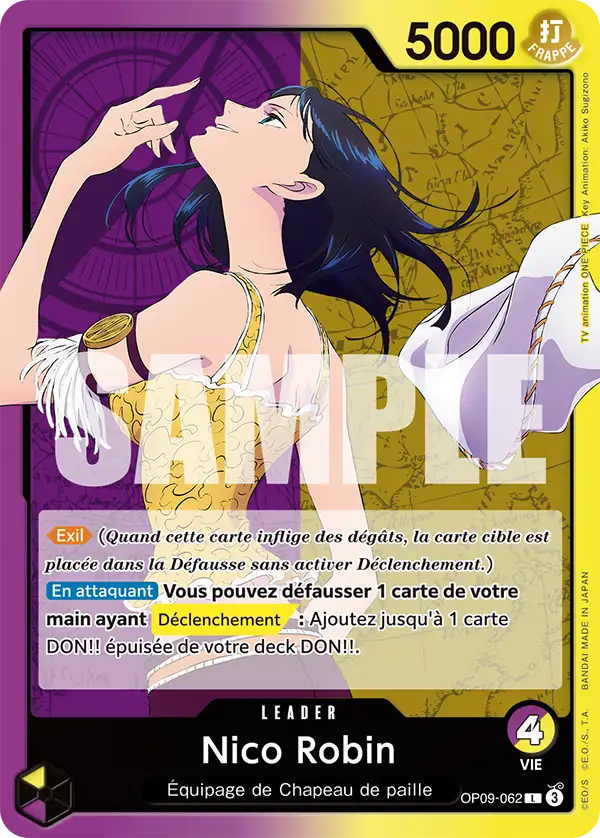 5000
打
FRAPPE
TV animation ONE PIECE Key Animation: Akiko Sugizono
SAMPLE
Exil (Quand cette carte inflige des dégâts, la carte cible est
placée dans la Défausse sans activer Déclenchement.)
En attaquant Vous pouvez défausser 1 carte de votre
main ayant Déclenchement : Ajoutez jusqu'à 1 carte
DON!! épuisée de votre deck DON!!.
©E.O/S ©E.O./S., T.A. BANDAI MADE IN JAPAN
LEADER
Nico Robin
4
VIE
Équipage de Chapeau de paille
OP09-062 L 3